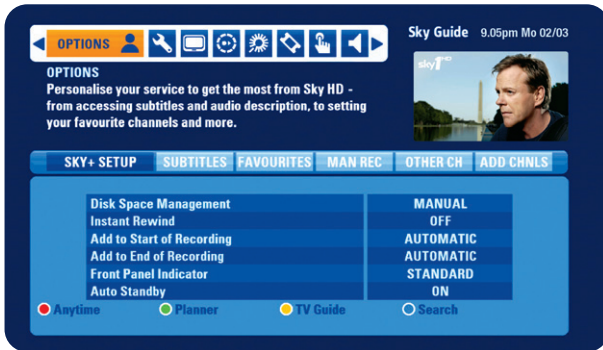 OPTIONS
Sky Guide 9.05pm Mo 02/03
sky1HD
OPTIONS
Personalise your service to get the most from Sky HD -
from accessing subtitles and audio description, to setting
your favourite channels and more.
SKY+ SETUP SUBTITLES FAVOURITES MAN REC OTHER CH ADD CHNLS
Disk Space Management MANUAL
Instant Rewind OFF
Add to Start of Recording AUTOMATIC
Add to End of Recording AUTOMATIC
Front Panel Indicator STANDARD
Auto Standby ON
Anytime Planner TV Guide Search